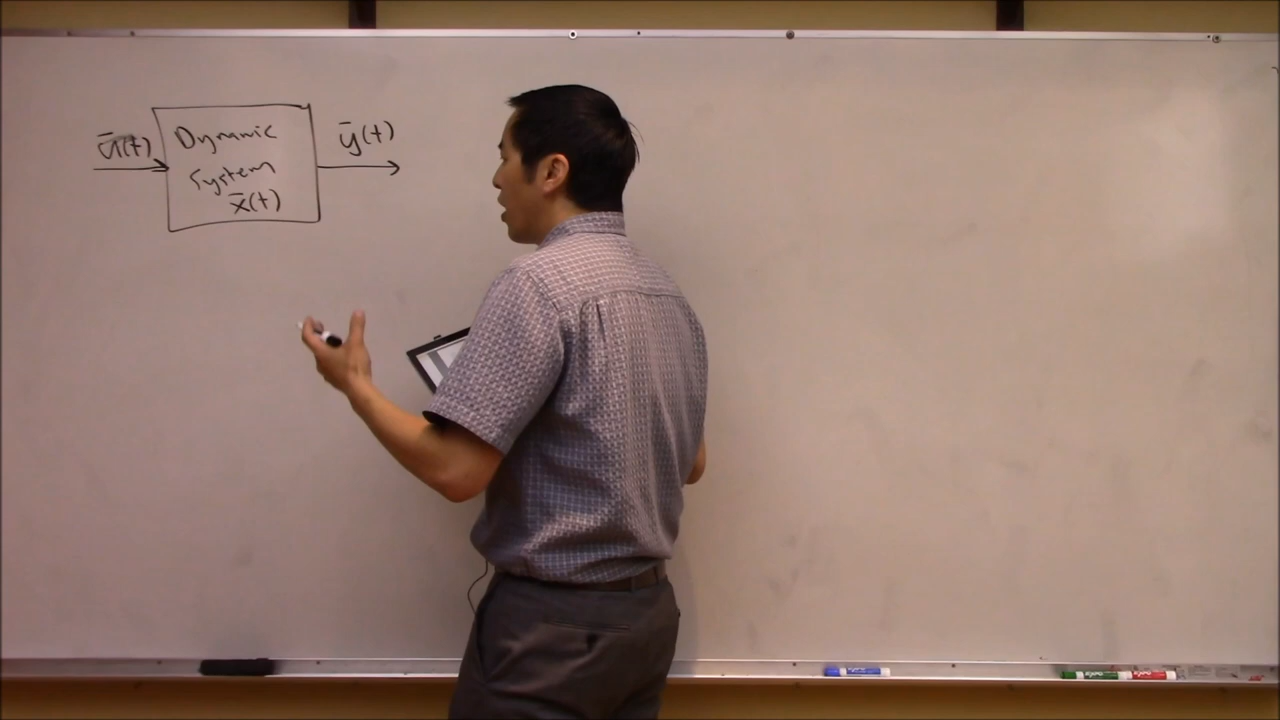 ū(t)
Dynamic
System
x̄(t)
ȳ(t)